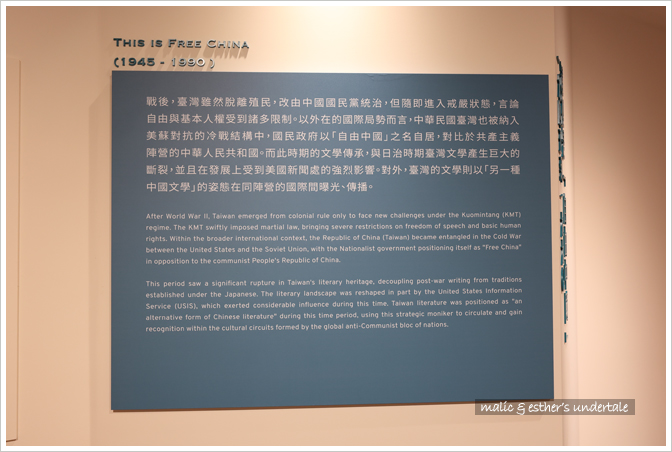 THIS IS FREE CHINA
(1945 - 1990)
戰後，臺灣雖然脫離殖民，改由中國國民黨統治，但隨即進入戒嚴狀態，言論
自由與基本人權受到諸多限制。以外在的國際局勢而言，中華民國臺灣也被納入
美蘇對抗的冷戰結構中，國民政府以「自由中國」之名自居，對比於共產主義
陣營的中華人民共和國。而此時期的文學傳承，與日治時期臺灣文學產生巨大的
斷裂，並且在發展上受到美國新聞處的強烈影響。對外，臺灣的文學則以「另一種
中國文學」的姿態在同陣營的國際間曝光、傳播。
After World War II, Taiwan emerged from colonial rule only to face new challenges under the Kuomintang (KMT)
regime. The KMT swiftly imposed martial law, bringing severe restrictions on freedom of speech and basic human
rights. Within the broader international context, the Republic of China (Taiwan) became entangled in the Cold War
between the United States and the Soviet Union, with the Nationalist government positioning itself as "Free China"
in opposition to the communist People's Republic of China.
This period saw a significant rupture in Taiwan's literary heritage, decoupling post-war writing from traditions
established under the Japanese. The literary landscape was reshaped in part by the United States Information
Service (USIS), which exerted considerable influence during this time. Taiwan literature was positioned as "an
alternative form of Chinese literature" during this time period, using this strategic moniker to circulate and gain
recognition within the cultural circuits formed by the global anti-Communist bloc of nations.
malic & esther's undertale